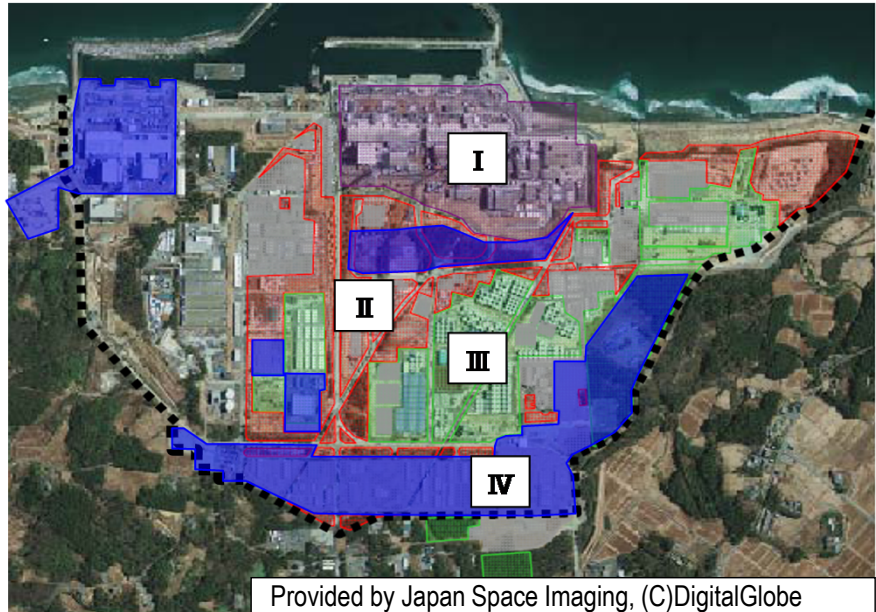 Ⅰ
Ⅱ
Ⅲ
Ⅳ
Provided by Japan Space Imaging, (C)DigitalGlobe